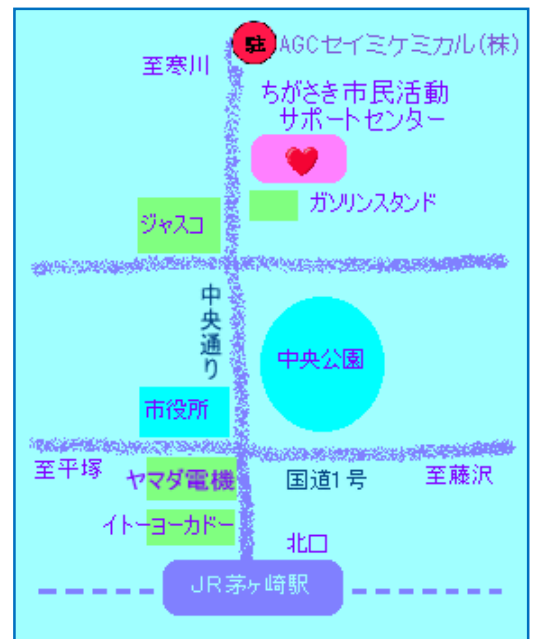 駐 AGCセイミケミカル(株)
至寒川
ちがさき市民活動
サポートセンター
ガソリンスタンド
ジャスコ
中央通り
中央公園
市役所
至平塚
ヤマダ電機
国道1号
至藤沢
イトーヨーカドー
北口
JR茅ヶ崎駅